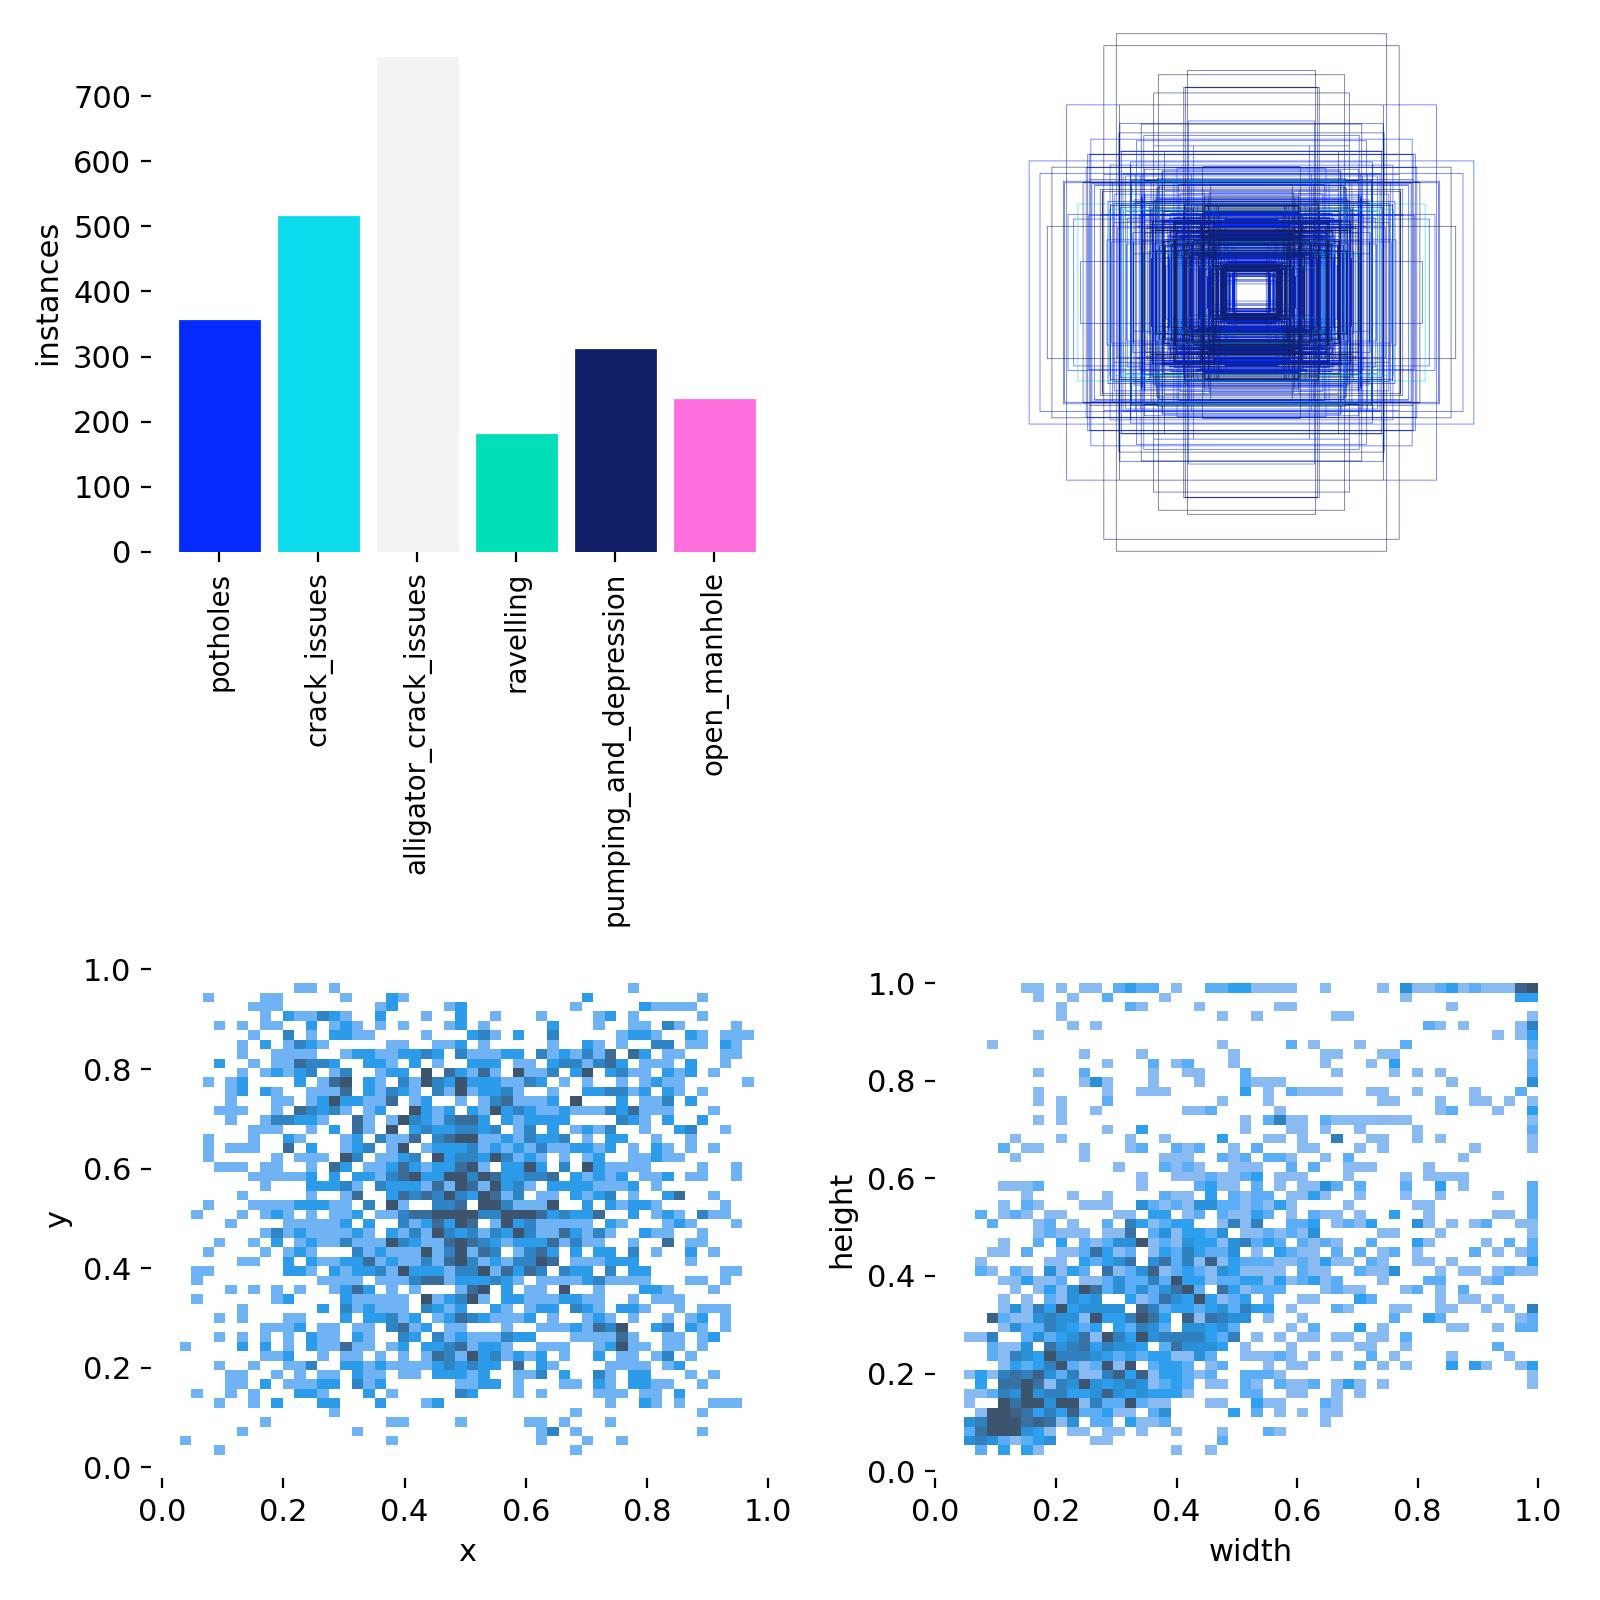 instances
700
600
500
400
300
200
100
0
potholes
crack_issues
alligator_crack_issues
ravelling
pumping_and_depression
open_manhole
y
1.0
0.8
0.6
0.4
0.2
0.0
0.0 0.2 0.4 0.6 0.8 1.0
x
height
1.0
0.8
0.6
0.4
0.2
0.0
0.0 0.2 0.4 0.6 0.8 1.0
width